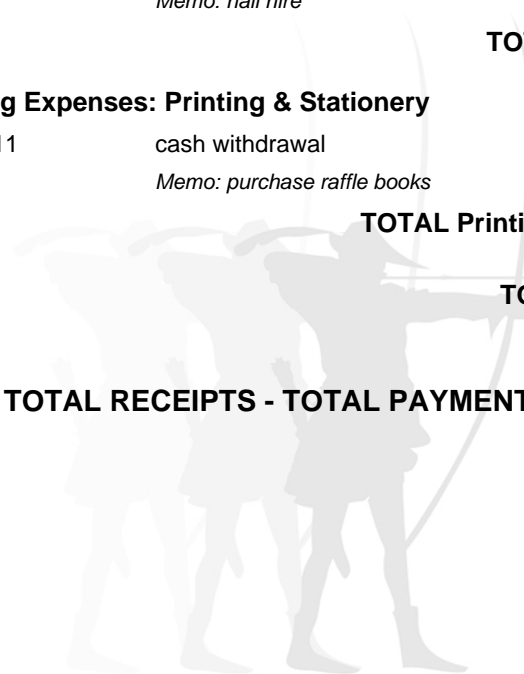 Memo: hall hire
TO
g Expenses: Printing & Stationery
11 cash withdrawal
Memo: purchase raffle books
TOTAL Printi
TO
TOTAL RECEIPTS - TOTAL PAYMENT